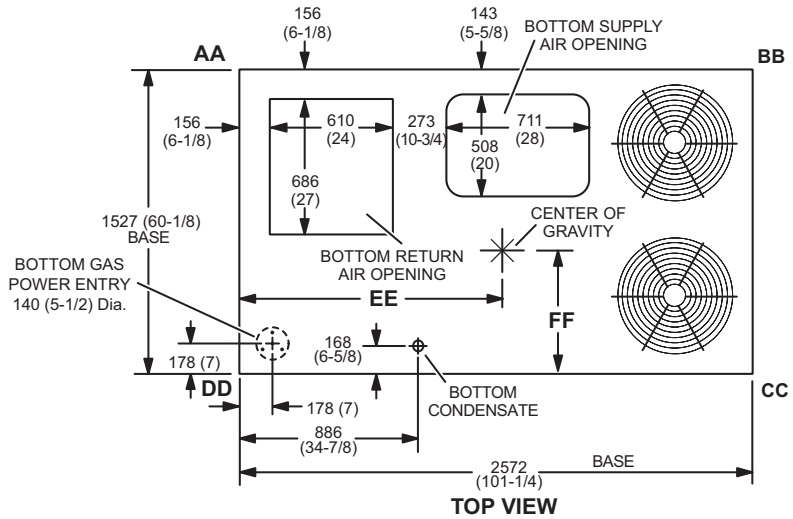 156
(6-1/8)
143
(5-5/8)
BOTTOM SUPPLY
AIR OPENING
AA
BB
156
(6-1/8)
610
(24)
273
(10-3/4)
711
(28)
508
(20)
686
(27)
1527 (60-1/8)
BASE
CENTER OF
GRAVITY
BOTTOM RETURN
AIR OPENING
BOTTOM GAS
POWER ENTRY
140 (5-1/2) Dia.
EE
FF
168
(6-5/8)
178 (7)
DD
BOTTOM
CONDENSATE
CC
178 (7)
886
(34-7/8)
2572
(101-1/4)
BASE
TOP VIEW